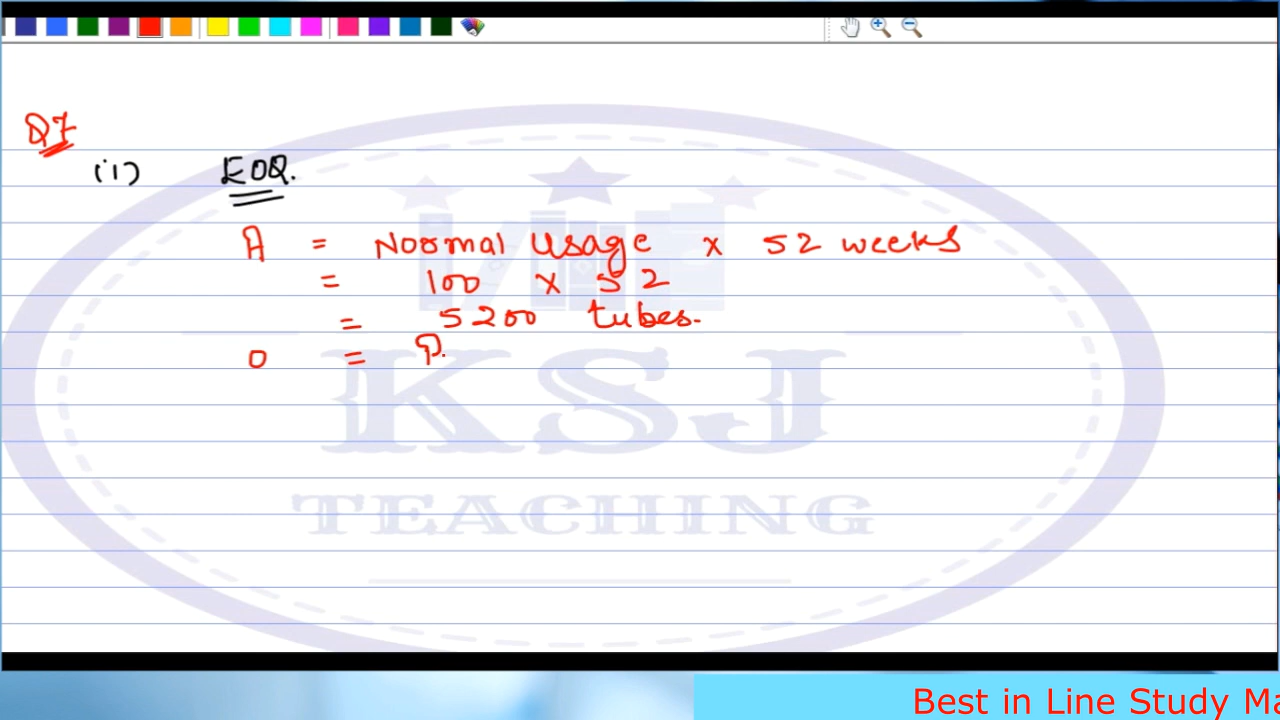 Q7
(i) EOQ.
A = Normal Usage x 52 weeks
= 100 x 52
= 5200 tubes.
O = P.
KSJ
TEACHING
Best in Line Study Ma